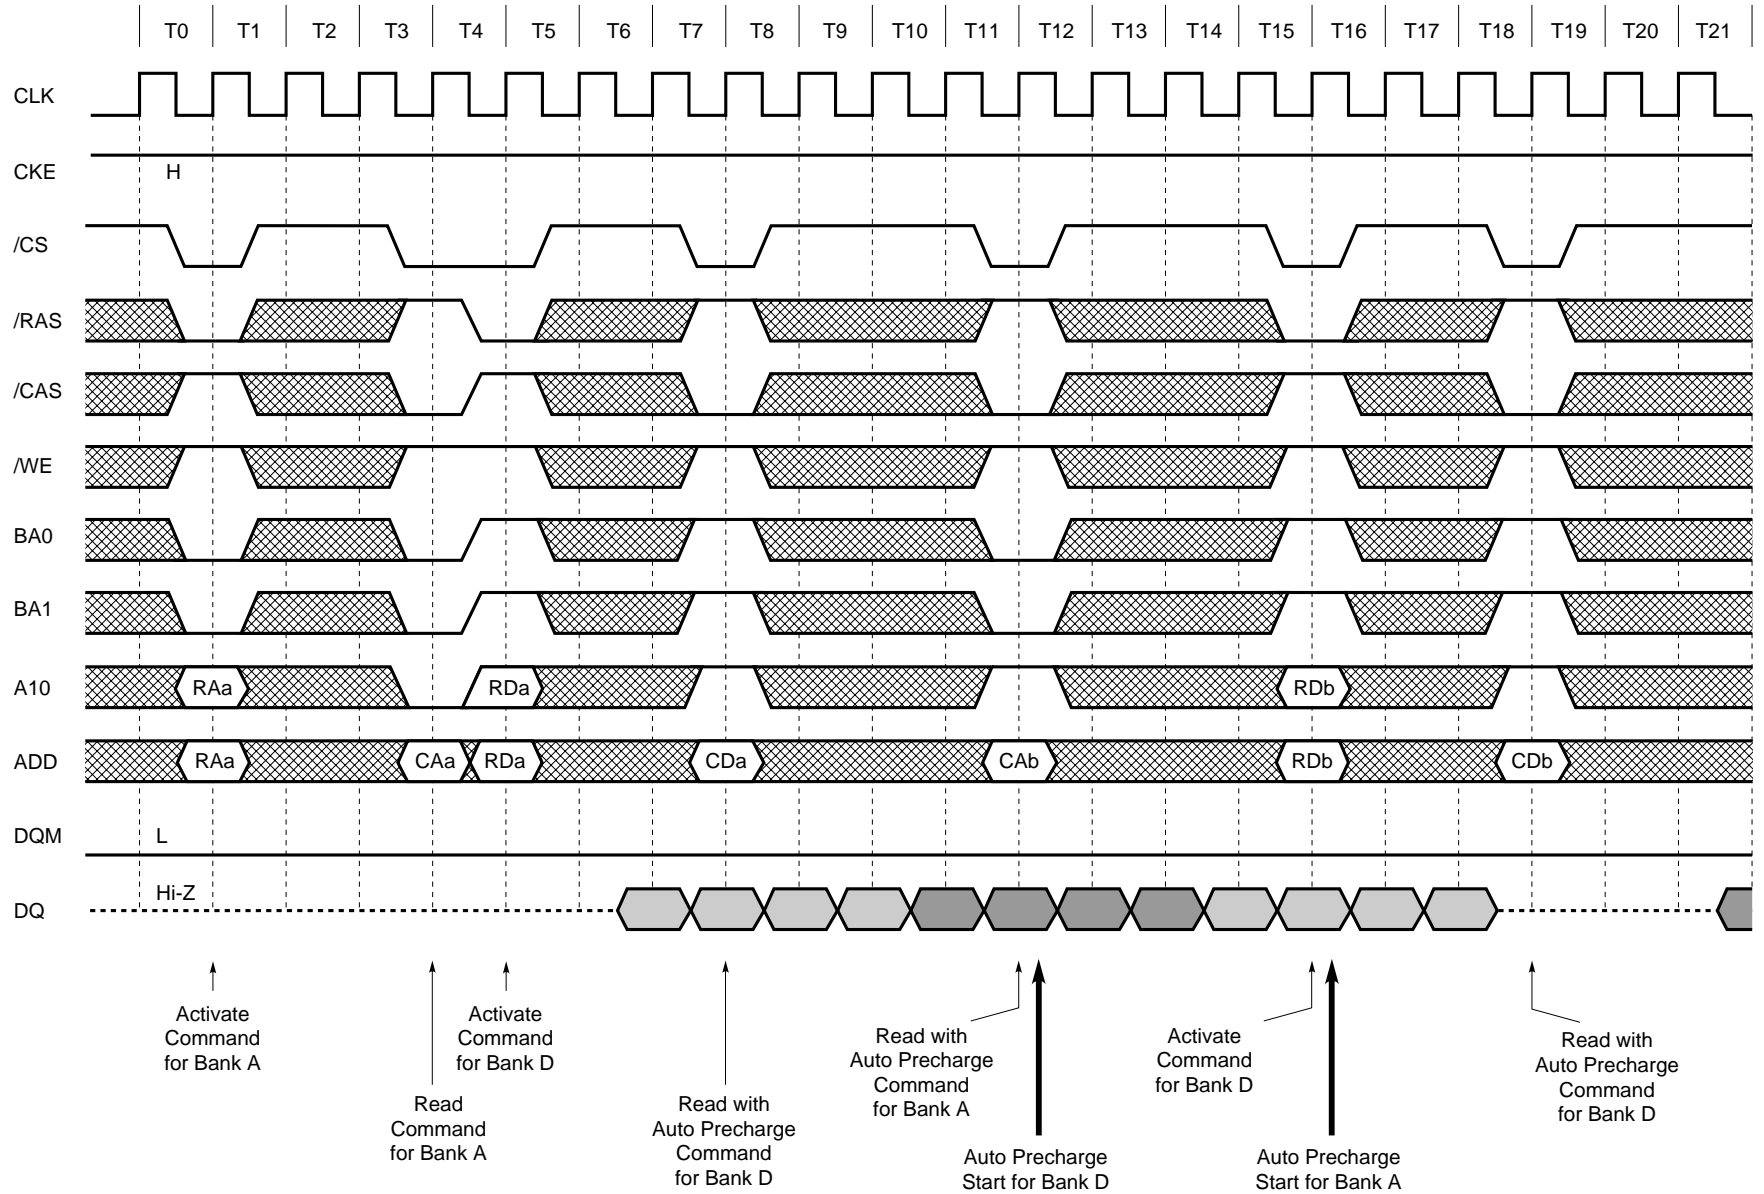 T0 T1 T2 T3 T4 T5 T6 T7 T8 T9 T10 T11 T12 T13 T14 T15 T16 T17 T18 T19 T20 T21
CLK
CKE H
/CS
/RAS
/CAS
/WE
BA0
BA1
A10 RAa RDa RDb
ADD RAa CAa RDa CDa CAb RDb CDb
DQM L
DQ Hi-Z
Activate
Command
for Bank A
Read
Command
for Bank A
Activate
Command
for Bank D
Read with
Auto Precharge
Command
for Bank D
Read with
Auto Precharge
Command
for Bank A
Auto Precharge
Start for Bank D
Activate
Command
for Bank D
Auto Precharge
Start for Bank A
Read with
Auto Precharge
Command
for Bank D